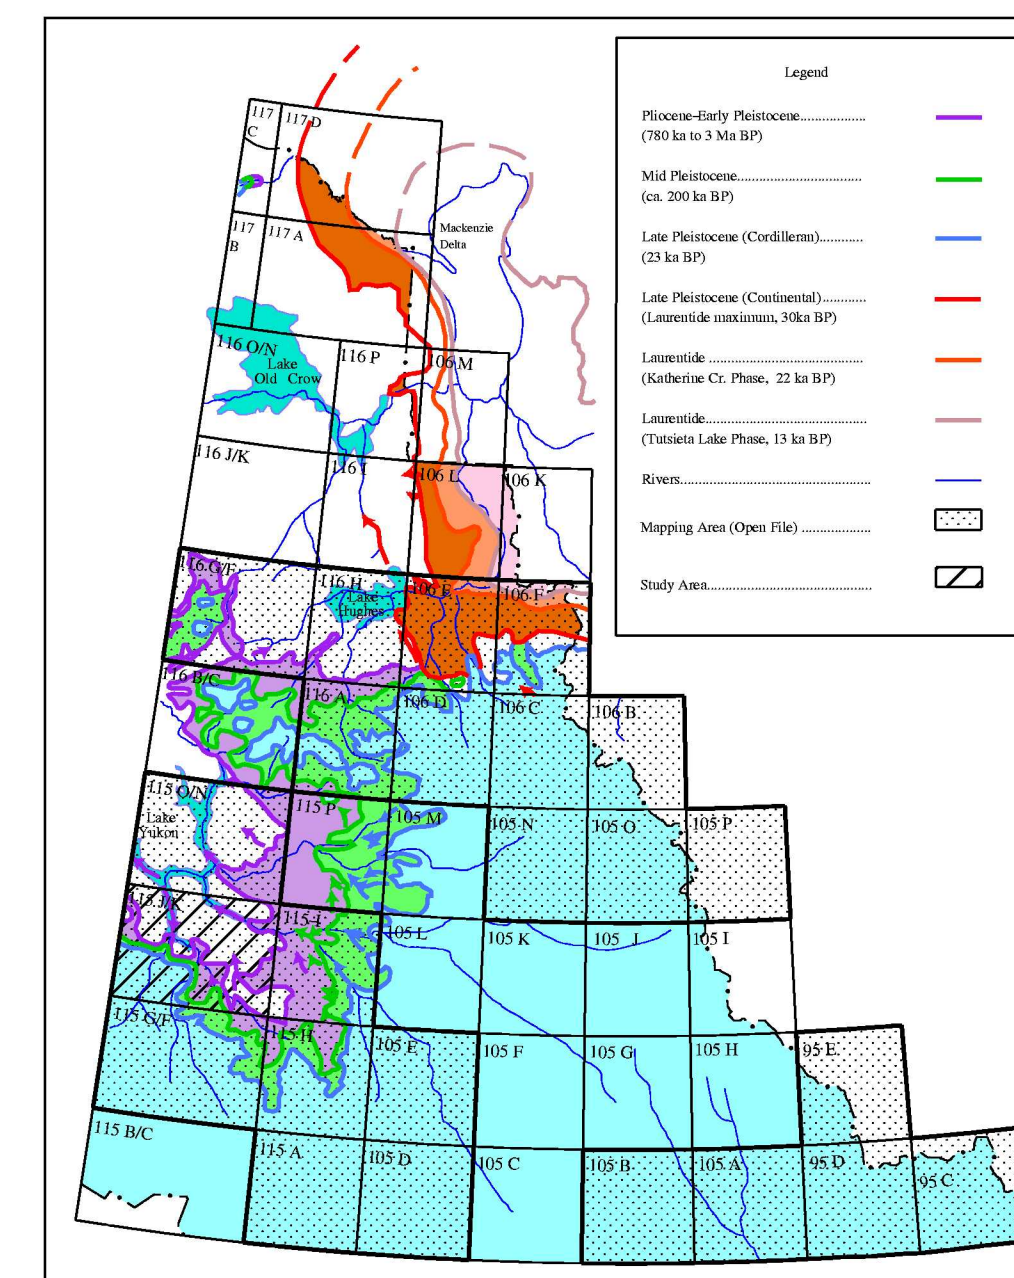 Legend
Pliocene-Early Pleistocene..................
(780 ka to 3 Ma BP)
Mid Pleistocene...................................
(ca. 200 ka BP)
Late Pleistocene (Cordilleran)............
(23 ka BP)
Late Pleistocene (Continental)............
(Laurentide maximum, 30ka BP)
Laurentide ...........................................
(Katherine Cr. Phase, 22 ka BP)
Laurentide.............................................
(Tutsieta Lake Phase, 13 ka BP)
Rivers.....................................................
Mapping Area (Open File) ...................
Study Area..............................................
117
C
117 D
117
B
117 A
Mackenzie
Delta
116 O/N
Lake
Old Crow
116 P
106 M
116 J/K
116 I
106 L
106 K
116 G/F
116 H
Lake
Hughes
106 E
106 F
116 B/C
116 A
106 D
106 C
106 B
115 O/N
Lake
Yukon
115 P
105 M
105 N
105 O
105 P
115 J/K
115 I
105 L
105 K
105 J
105 I
115 G/F
115 H
105 E
105 F
105 G
105 H
95 E
115 B/C
115 A
105 D
105 C
105 B
105 A
95 D
95 C